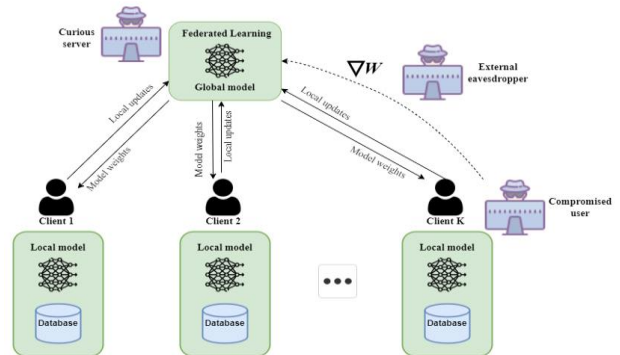 Curious
server
Federated Learning
Global model
∇W
External
eavesdropper
Local updates
Model weights
Model weights
Local updates
Local updates
Model weights
Compromised
user
Client 1
Client 2
Client K
Local model
Local model
Local model
Database
Database
Database